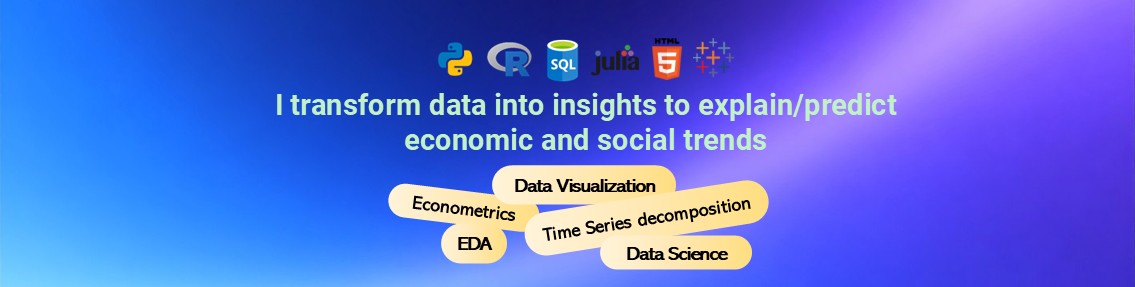 R
SQL
julia
HTML
5
I transform data into insights to explain/predict
economic and social trends
Data Visualization
Econometrics
Time Series decomposition
EDA
Data Science